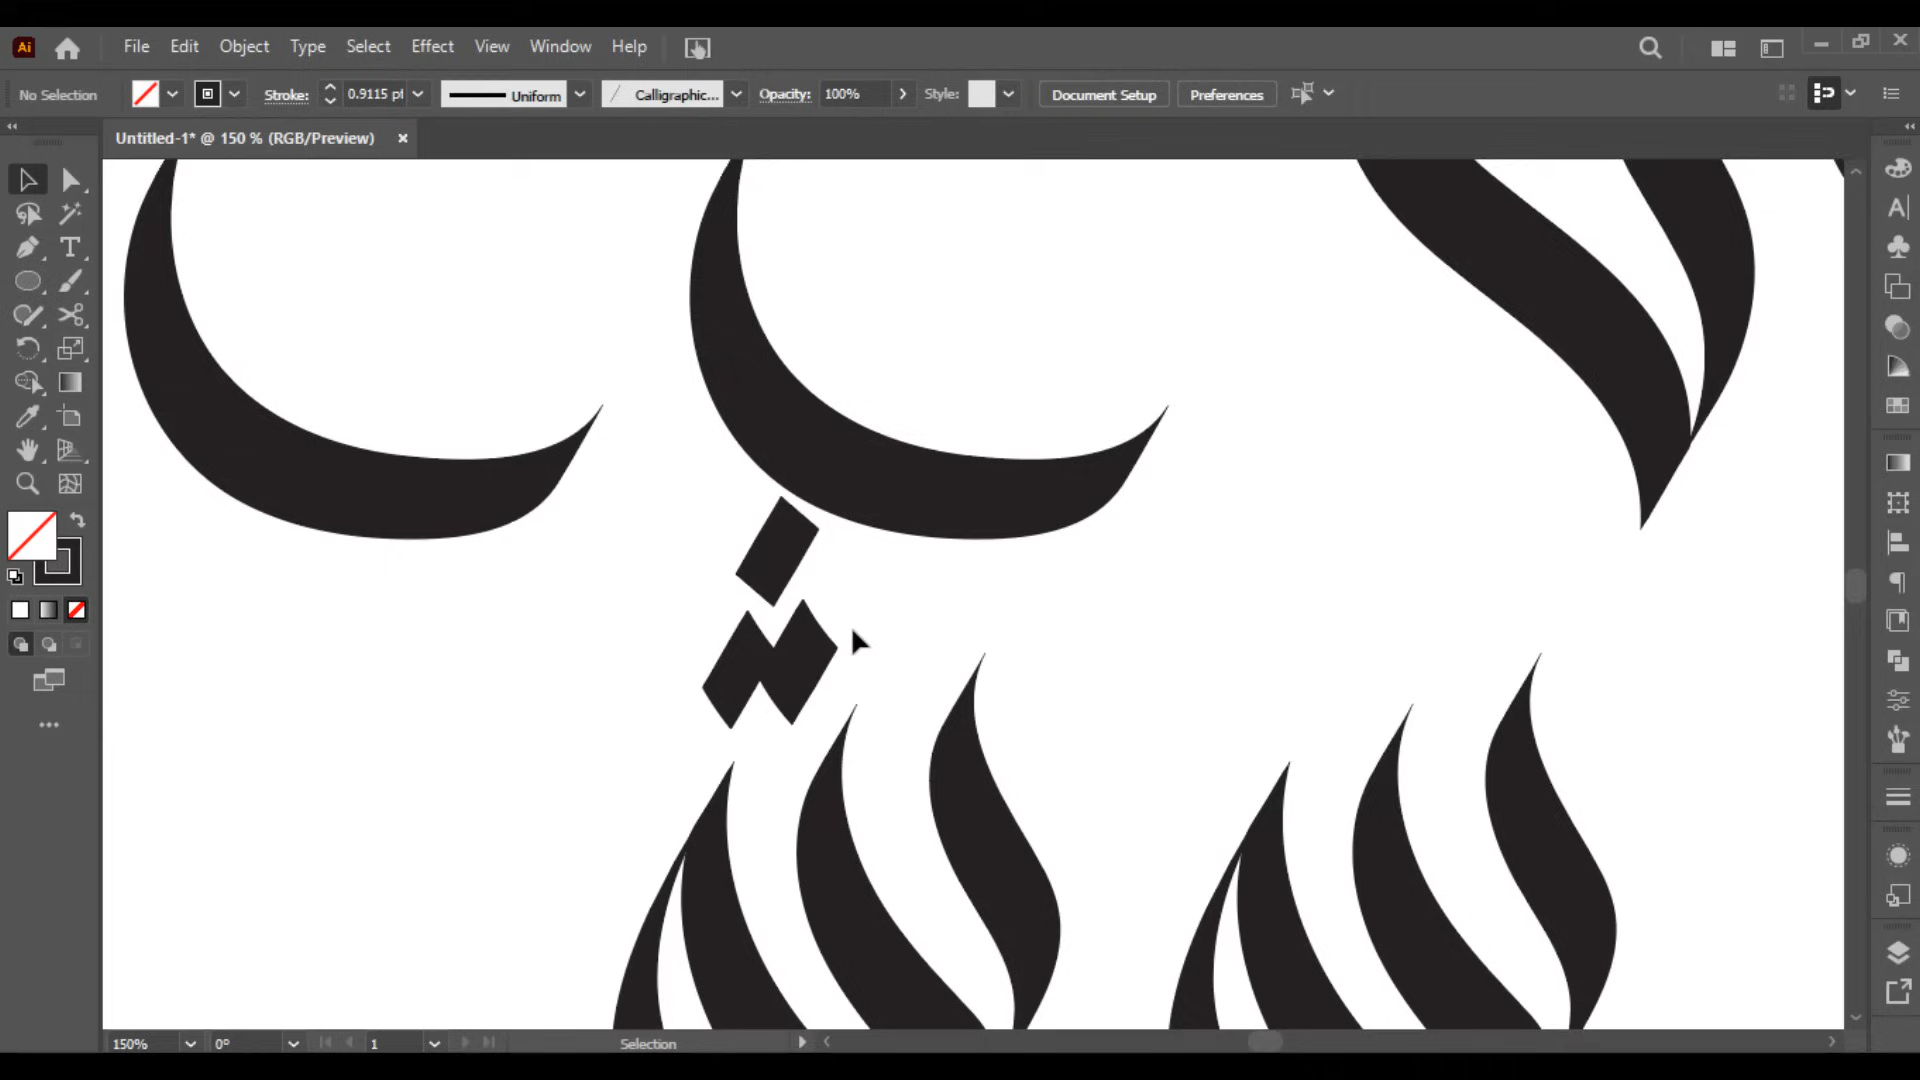 Ai File Edit Object Type Select Effect View Window Help
No Selection Stroke: 0.9115 pt Uniform Calligraphic... Opacity: 100% Style: Document Setup Preferences
Untitled-1* @ 150 % (RGB/Preview) ×
150% 0° 1 Selection